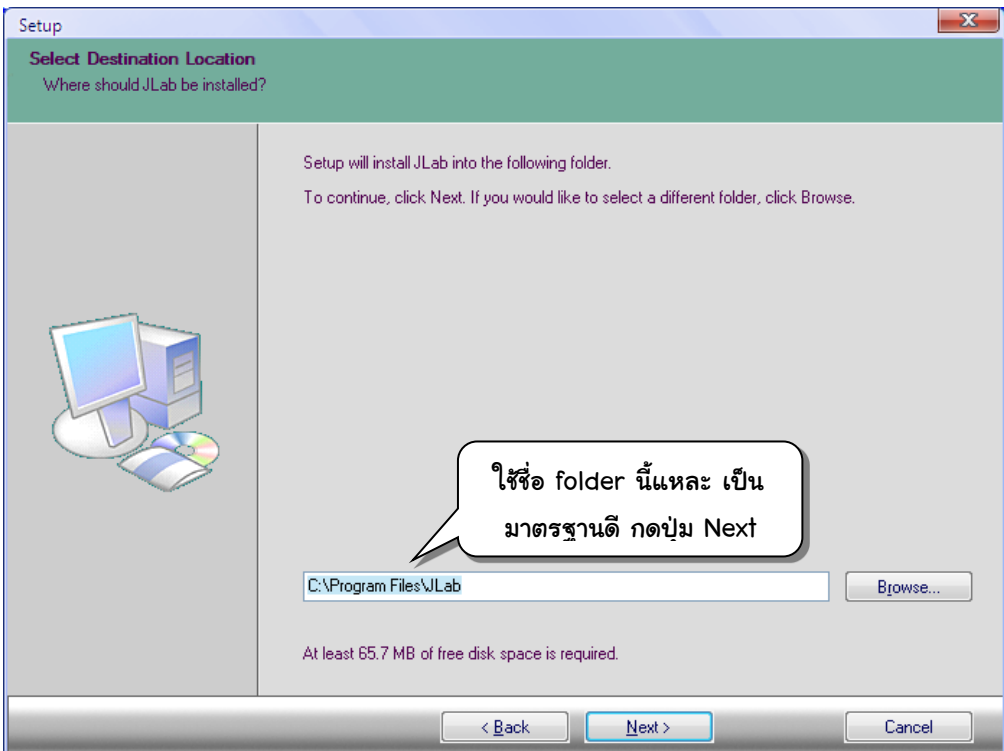 Setup
Select Destination Location
Where should JLab be installed?
Setup will install JLab into the following folder.
To continue, click Next. If you would like to select a different folder, click Browse.
ใช้ชื่อ folder นี้แหละ เป็น
มาตรฐานดี กดปุ่ม Next
C:\Program Files\JLab
Browse...
At least 65.7 MB of free disk space is required.
< Back
Next >
Cancel